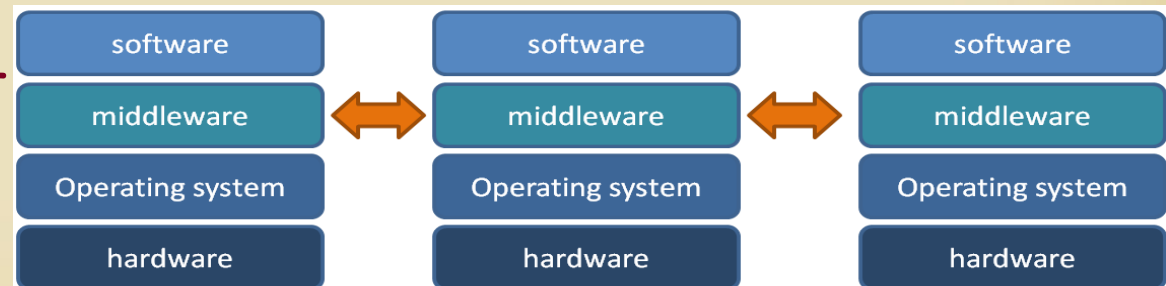 software software software
middleware middleware middleware
Operating system Operating system Operating system
hardware hardware hardware